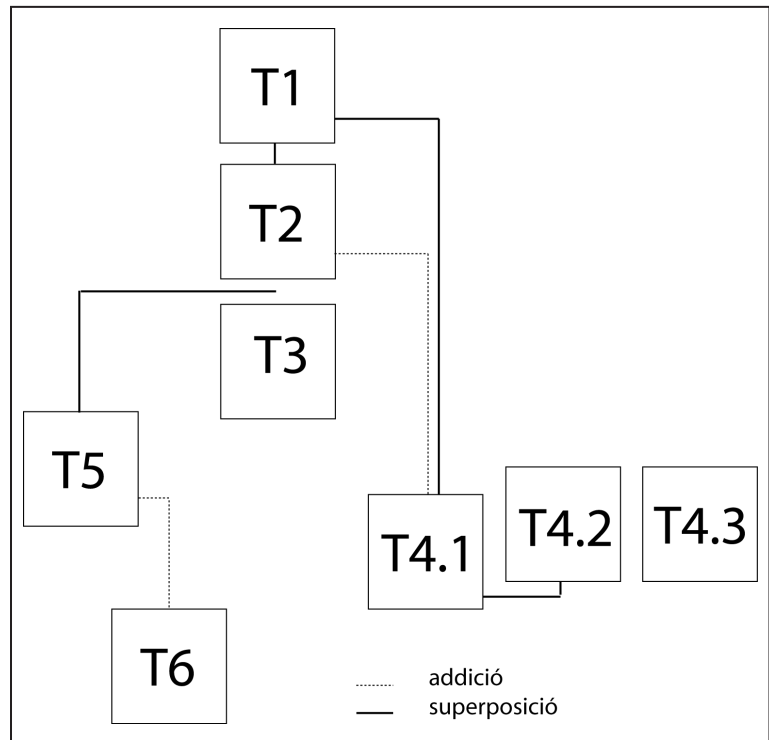 T1
T2
T3
T5
T4.1
T4.2
T4.3
T6
addició
superposició